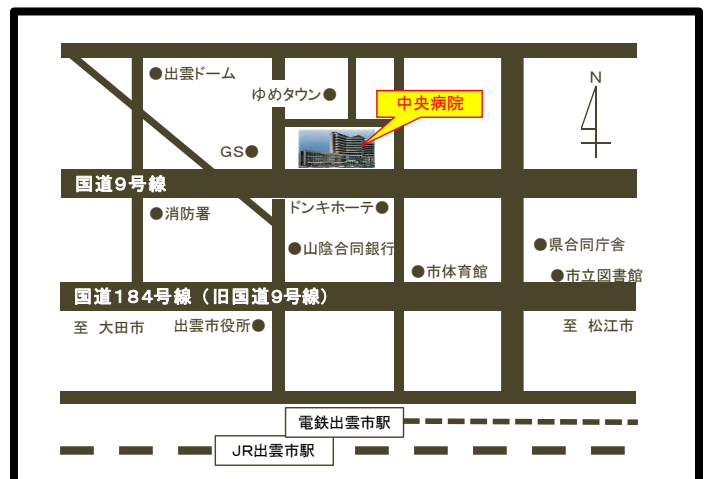 ●出雲ドーム
N
ゆめタウン●
中央病院
GS●
国道9号線
●消防署
ドンキホーテ●
●山陰合同銀行
●県合同庁舎
●市体育館
●市立図書館
国道184号線（旧国道9号線）
至 大田市
出雲市役所●
至 松江市
電鉄出雲市駅
JR出雲市駅